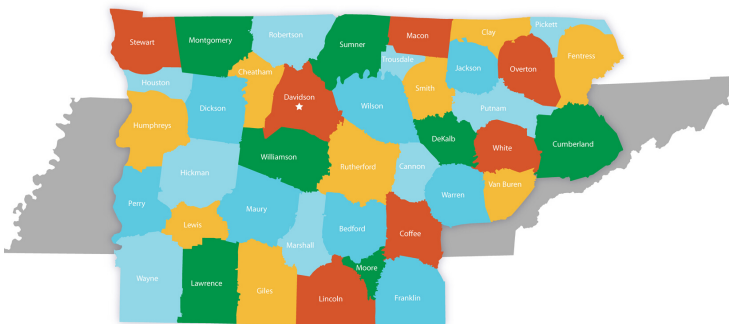 Stewart
Montgomery
Robertson
Sumner
Macon
Clay
Pickett
Trousdale
Jackson
Overton
Fentress
Houston
Cheatham
Dickson
Davidson
Wilson
Smith
Putnam
Humphreys
DeKalb
White
Cumberland
Williamson
Rutherford
Cannon
Hickman
Van Buren
Warren
Perry
Maury
Lewis
Bedford
Coffee
Marshall
Moore
Wayne
Lawrence
Giles
Lincoln
Franklin